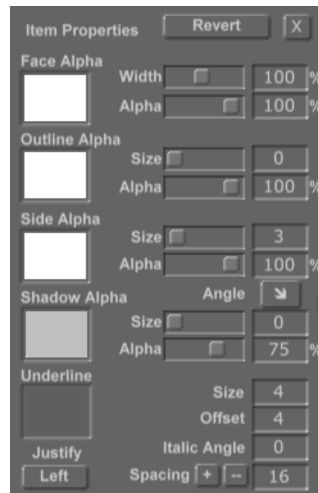 Item Properties Revert X
Face Alpha
Width 100 %
Alpha 100 %
Outline Alpha
Size 0
Alpha 100 %
Side Alpha
Size 3
Alpha 100 %
Shadow Alpha Angle
Size 0
Alpha 75 %
Underline
Size 4
Offset 4
Justify Italic Angle 0
Left Spacing + -- 16